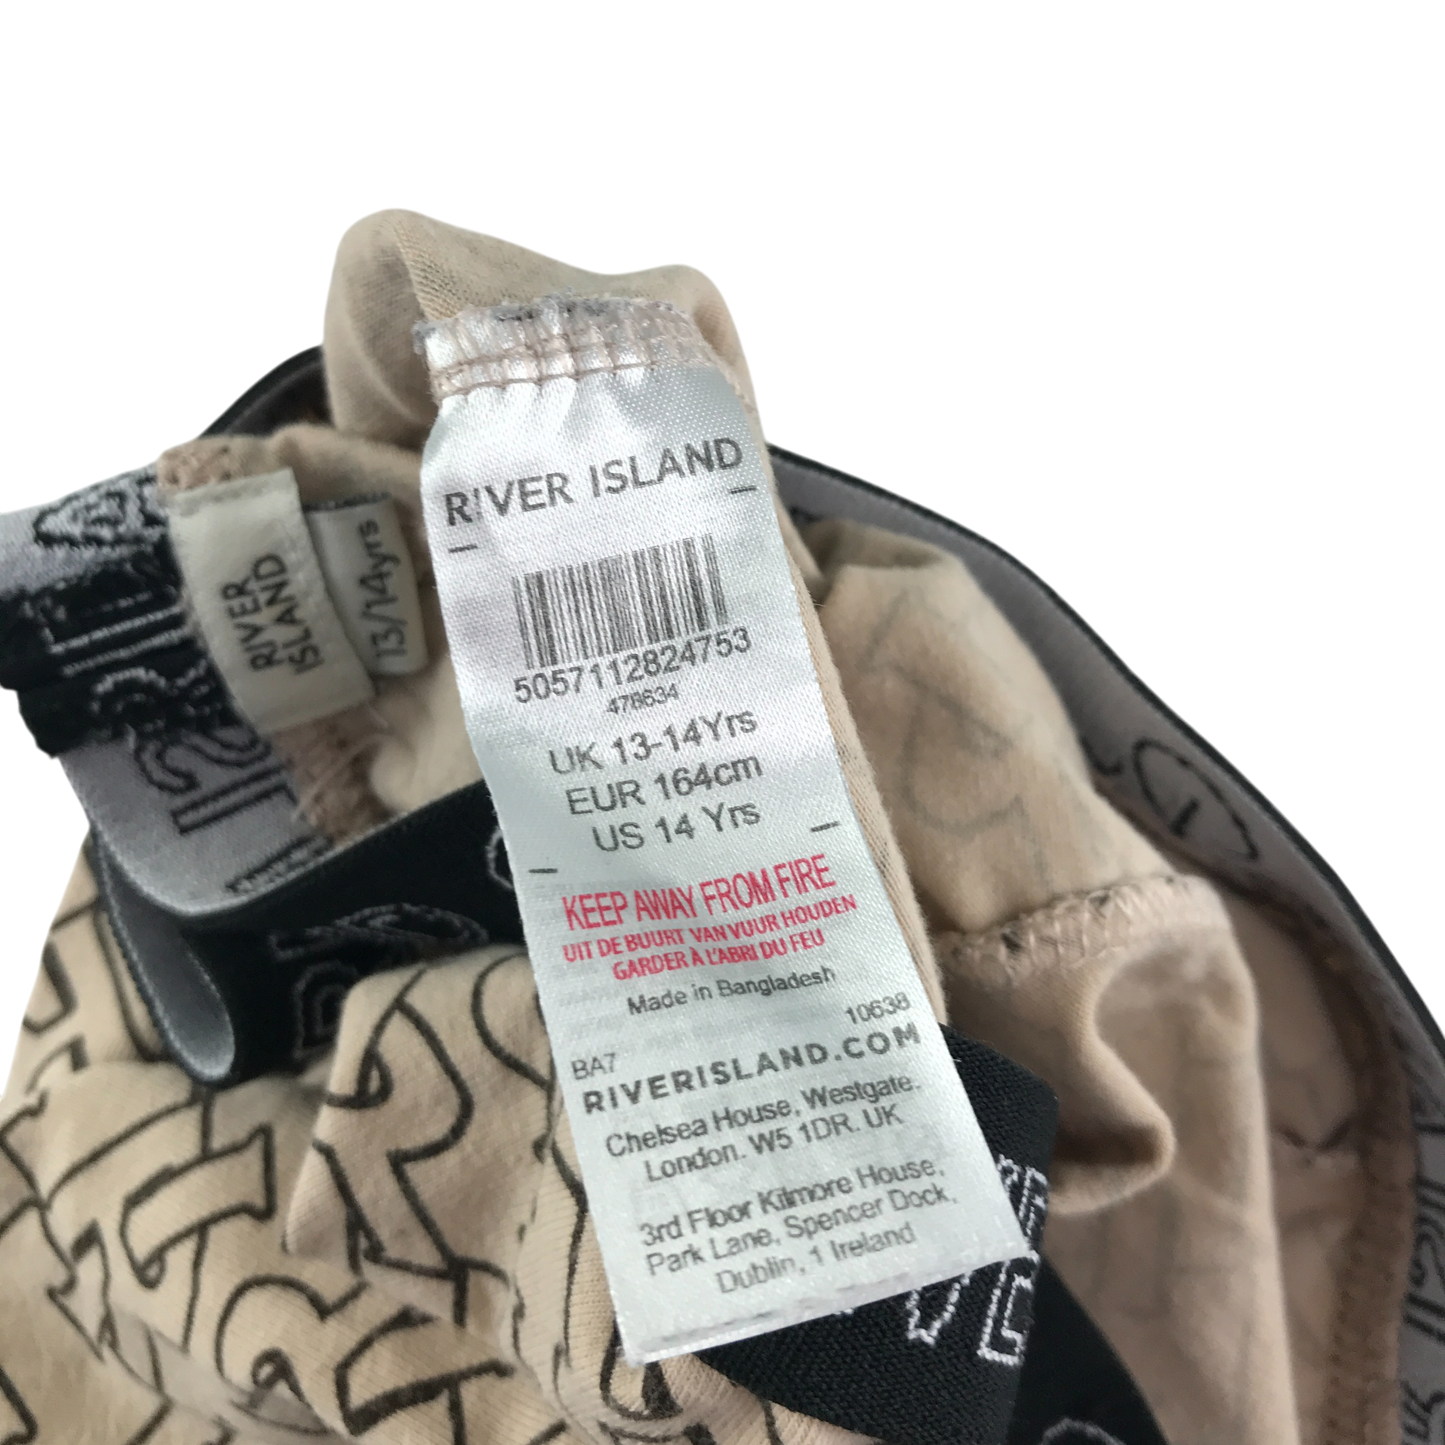 RIVER
ISLAND
13/14yrs
RIVER ISLAND
5057112824753
478634
UK 13-14Yrs
EUR 164cm
US 14 Yrs
KEEP AWAY FROM FIRE
UIT DE BUURT VAN VUUR HOUDEN
GARDER À L'ABRI DU FEU
Made in Bangladesh
10638
BA7
RIVERISLAND.COM
Chelsea House, Westgate.
London. W5 1DR. UK
3rd Floor Kilmore House,
Park Lane, Spencer Dock,
Dublin, 1 Ireland